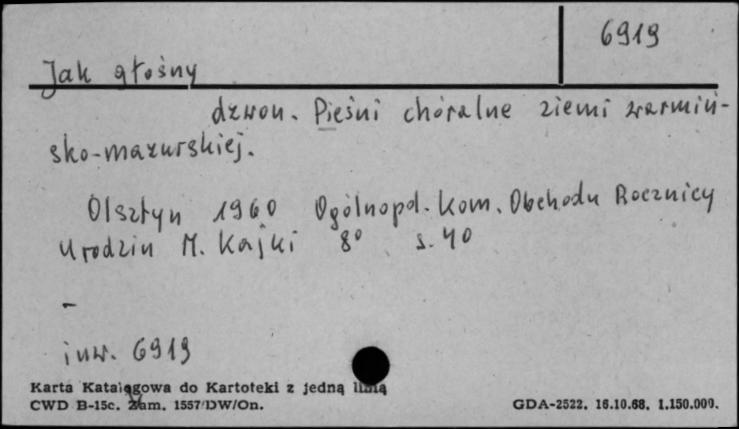 6919
Jak głośny
dzwon. Pieśni chóralne ziemi warmiń-
sko-mazurskiej.
Olsztyn 1960 Ogólnopol. Kom. Obchodu Rocznicy
Urodzin M. Kajki 8° s. 40
-
inw. 6919
Karta Katalogowa do Kartoteki z jedną linią
CWD B-15c. Zam. 1557/DW/On. GDA-2522. 16.10.68. 1.150.000.